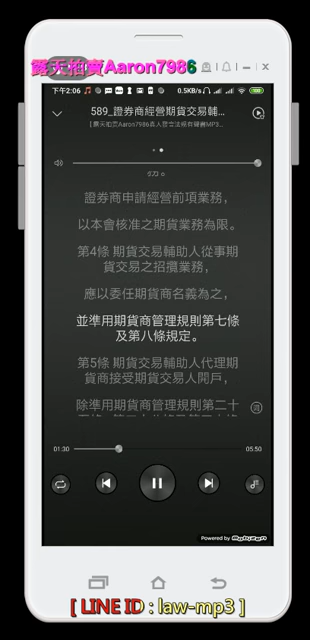 露天拍賣Aaron7986
下午2:06
0.5KB/s
589_證券商經營期貨交易輔...
[露天拍賣Aaron7986真人發音法規有聲書MP3...
證券商申請經營前項業務，
以本會核准之期貨業務為限。
第4條 期貨交易輔助人從事期
貨交易之招攬業務，
應以委任期貨商名義為之，
並準用期貨商管理規則第七條
及第八條規定。
第5條 期貨交易輔助人代理期
貨商接受期貨交易人開戶，
除準用期貨商管理規則第二十
詞
01:30
05:50
Powered by
[ LINE ID : law-mp3 ]